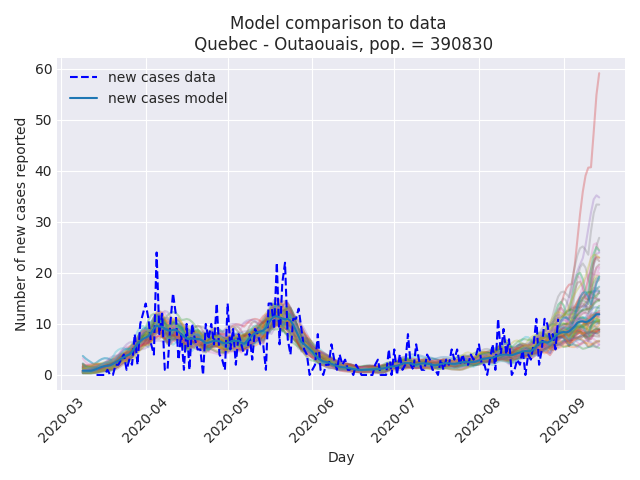 Model comparison to data
Quebec - Outaouais, pop. = 390830
new cases data
new cases model
Number of new cases reported
60
50
40
30
20
10
0
2020-03
2020-04
2020-05
2020-06
2020-07
2020-08
2020-09
Day